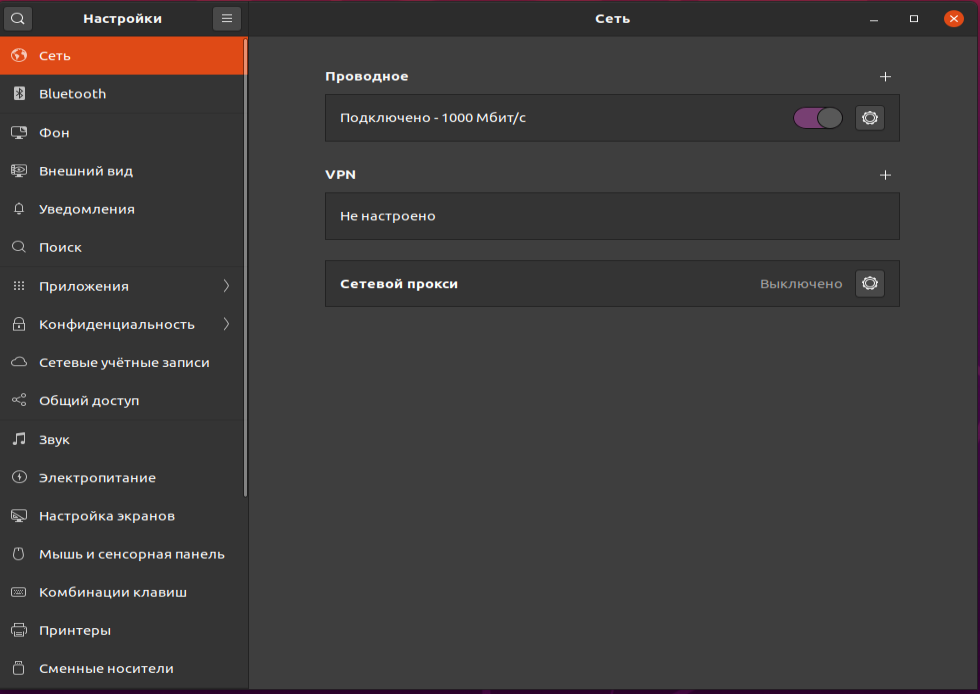 Настройки
Сеть
Сеть
Bluetooth
Фон
Внешний вид
Уведомления
Поиск
Приложения
Конфиденциальность
Сетевые учётные записи
Общий доступ
Звук
Электропитание
Настройка экранов
Мышь и сенсорная панель
Комбинации клавиш
Принтеры
Сменные носители
Проводное
Подключено - 1000 Мбит/с
VPN
Не настроено
Сетевой прокси
Выключено